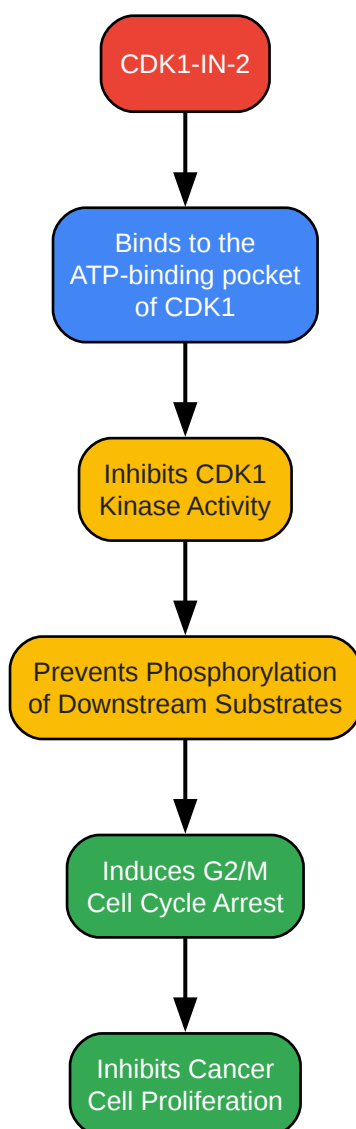 CDK1-IN-2
Binds to the
ATP-binding pocket
of CDK1
Inhibits CDK1
Kinase Activity
Prevents Phosphorylation
of Downstream Substrates
Induces G2/M
Cell Cycle Arrest
Inhibits Cancer
Cell Proliferation